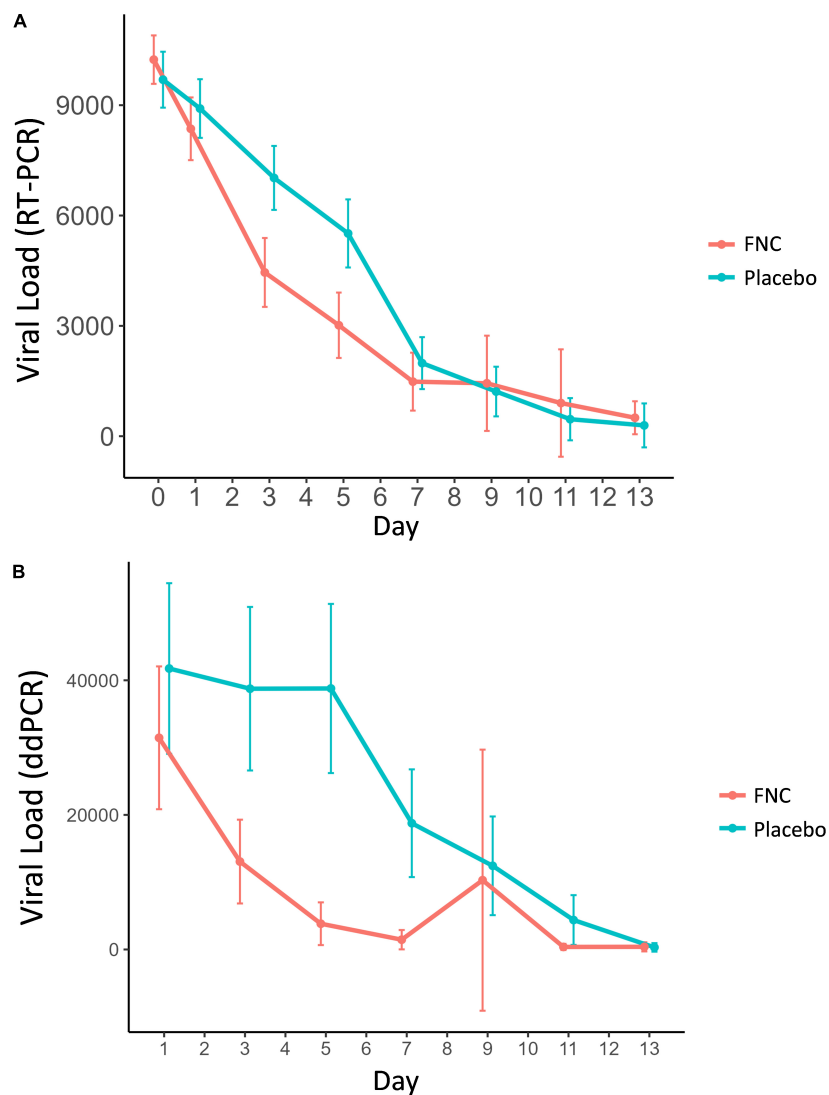 A
Viral Load (RT-PCR)
9000
6000
3000
0
0 1 2 3 4 5 6 7 8 9 10 11 12 13
Day
FNC
Placebo
B
Viral Load (ddPCR)
40000
20000
0
1 2 3 4 5 6 7 8 9 10 11 12 13
Day
FNC
Placebo